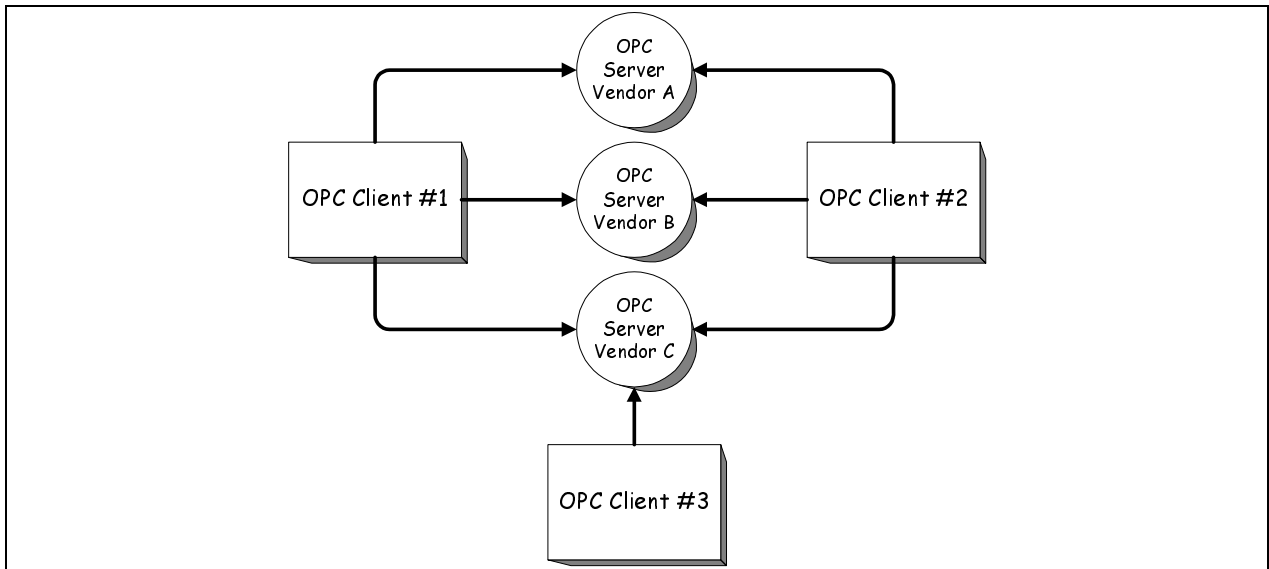 OPC
Server
Vendor A
OPC Client #1
OPC
Server
Vendor B
OPC Client #2
OPC
Server
Vendor C
OPC Client #3